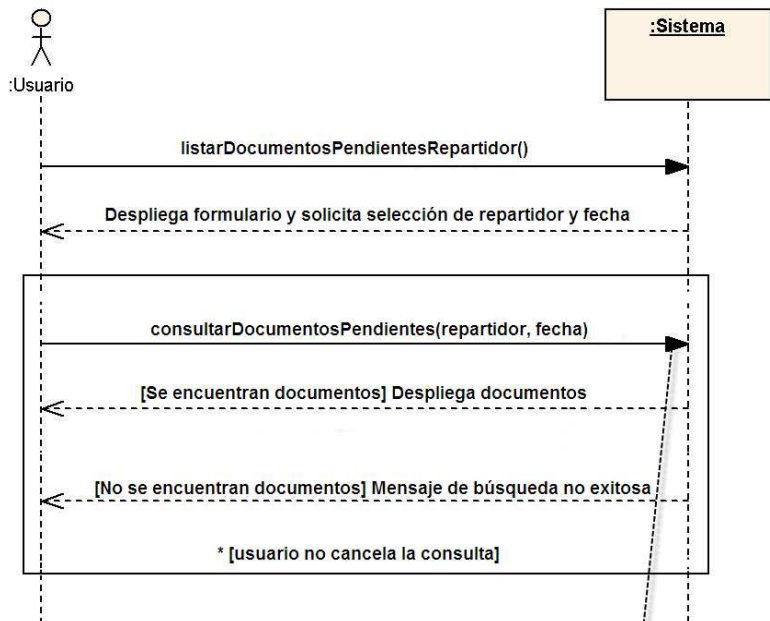 :Sistema
:Usuario
listarDocumentosPendientesRepartidor()
Despliega formulario y solicita selección de repartidor y fecha
consultarDocumentosPendientes(repartidor, fecha)
[Se encuentran documentos] Despliega documentos
[No se encuentran documentos] Mensaje de búsqueda no exitosa
* [usuario no cancela la consulta]